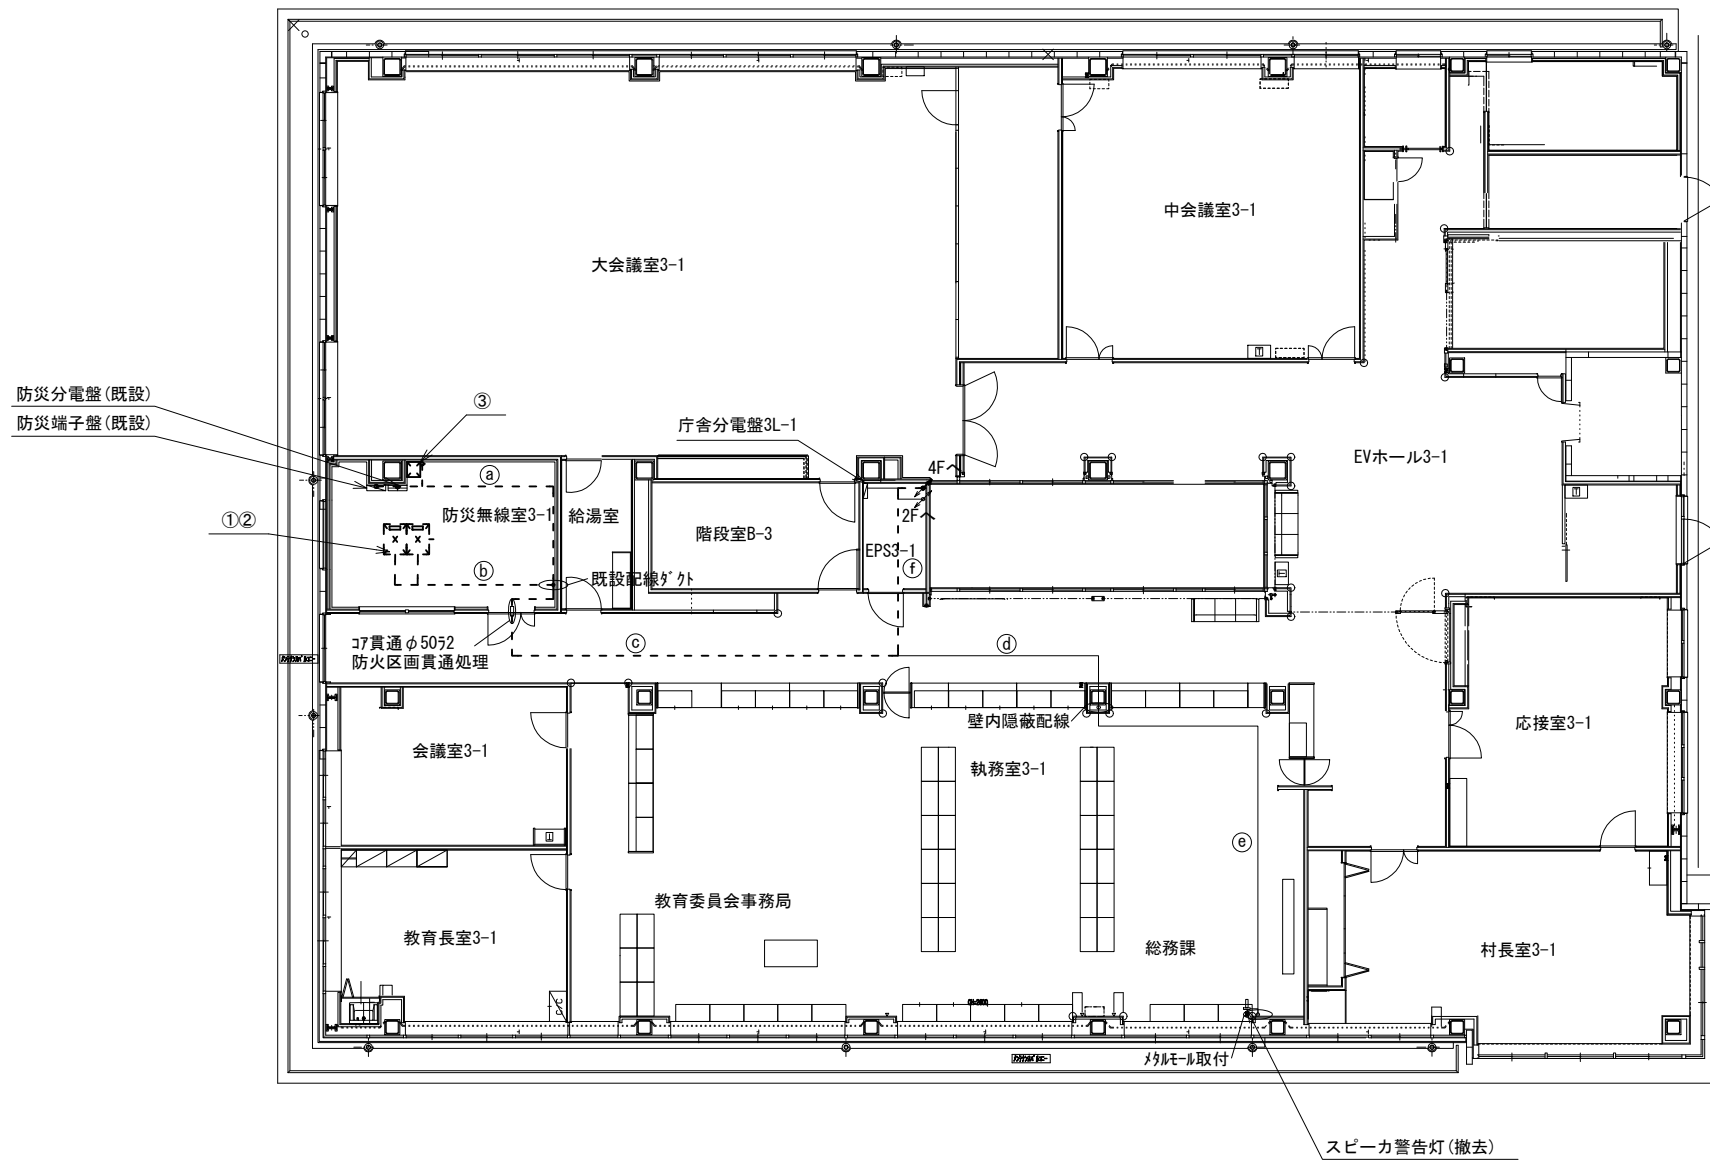 中会議室3-1
大会議室3-1
防災分電盤(既設)
防災端子盤(既設)
③
庁舎分電盤3L-1
4Fへ
EVホール3-1
ⓐ
①②
防災無線室3-1
給湯室
2Fへ
階段室B-3
EPS3-1
ⓕ
ⓑ
既設配線ﾀﾞｸﾄ
ｺｱ貫通φ50ﾗ2
防火区画貫通処理
ⓒ
ⓓ
壁内隠蔽配線
応接室3-1
会議室3-1
執務室3-1
ⓔ
教育委員会事務局
教育長室3-1
総務課
村長室3-1
ﾒﾀﾙﾓｰﾙ取付
スピーカ警告灯(撤去)